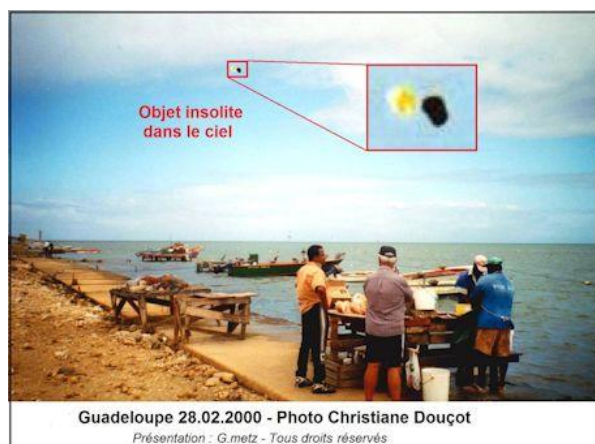 Objet insolite
dans le ciel
Guadeloupe 28.02.2000 - Photo Christiane Douçot
Présentation : G.metz - Tous droits réservés